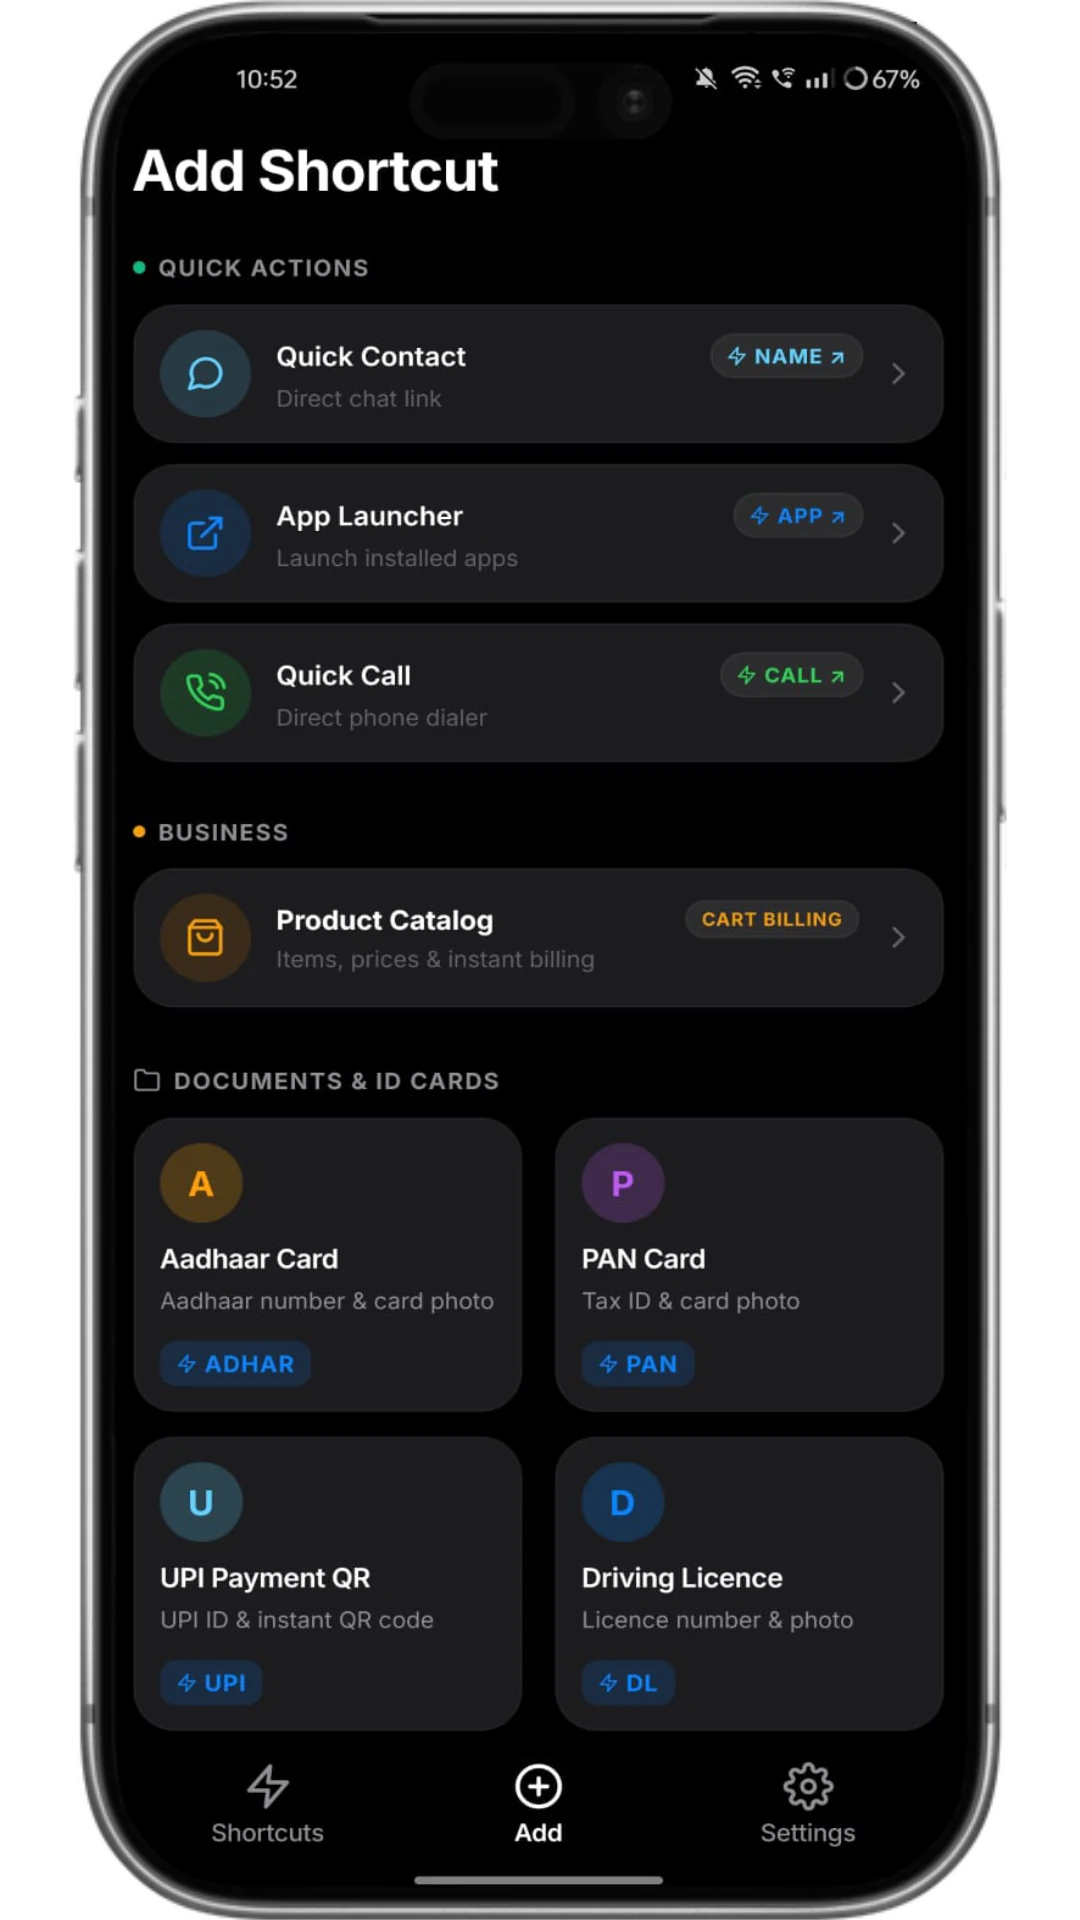 10:52
67%
Add Shortcut
QUICK ACTIONS
Quick Contact
NAME
Direct chat link
App Launcher
APP
Launch installed apps
Quick Call
CALL
Direct phone dialer
BUSINESS
Product Catalog
CART BILLING
Items, prices & instant billing
DOCUMENTS & ID CARDS
A
Aadhaar Card
Aadhaar number & card photo
ADHAR
P
PAN Card
Tax ID & card photo
PAN
U
UPI Payment QR
UPI ID & instant QR code
UPI
D
Driving Licence
Licence number & photo
DL
Shortcuts
Add
Settings